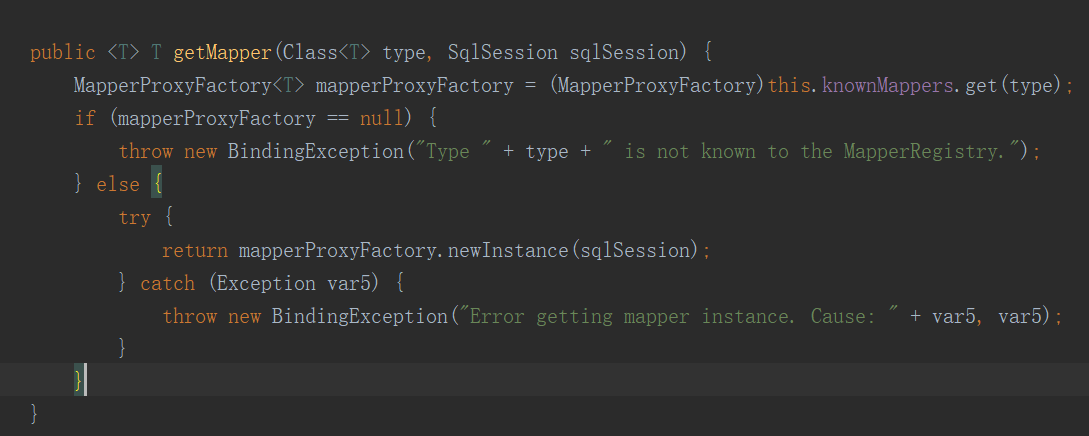 public <T> T getMapper(Class<T> type, SqlSession sqlSession) {
MapperProxyFactory<T> mapperProxyFactory = (MapperProxyFactory)this.knownMappers.get(type);
if (mapperProxyFactory == null) {
throw new BindingException("Type " + type + " is not known to the MapperRegistry.");
} else {
try {
return mapperProxyFactory.newInstance(sqlSession);
} catch (Exception var5) {
throw new BindingException("Error getting mapper instance. Cause: " + var5, var5);
}
}
}